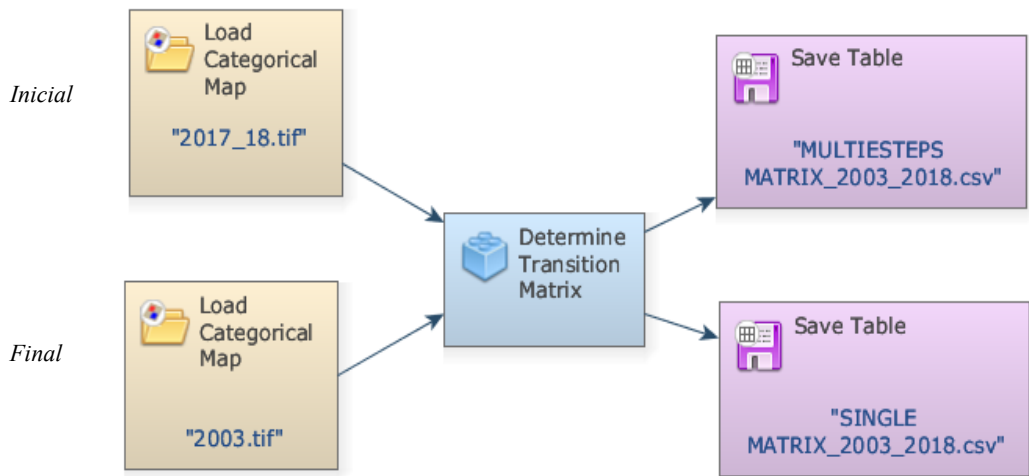 Inicial
Load
Categorical
Map
"2017_18.tif"
Save Table
"MULTIESTEPS
MATRIX_2003_2018.csv"
Determine
Transition
Matrix
Final
Load
Categorical
Map
"2003.tif"
Save Table
"SINGLE
MATRIX_2003_2018.csv"